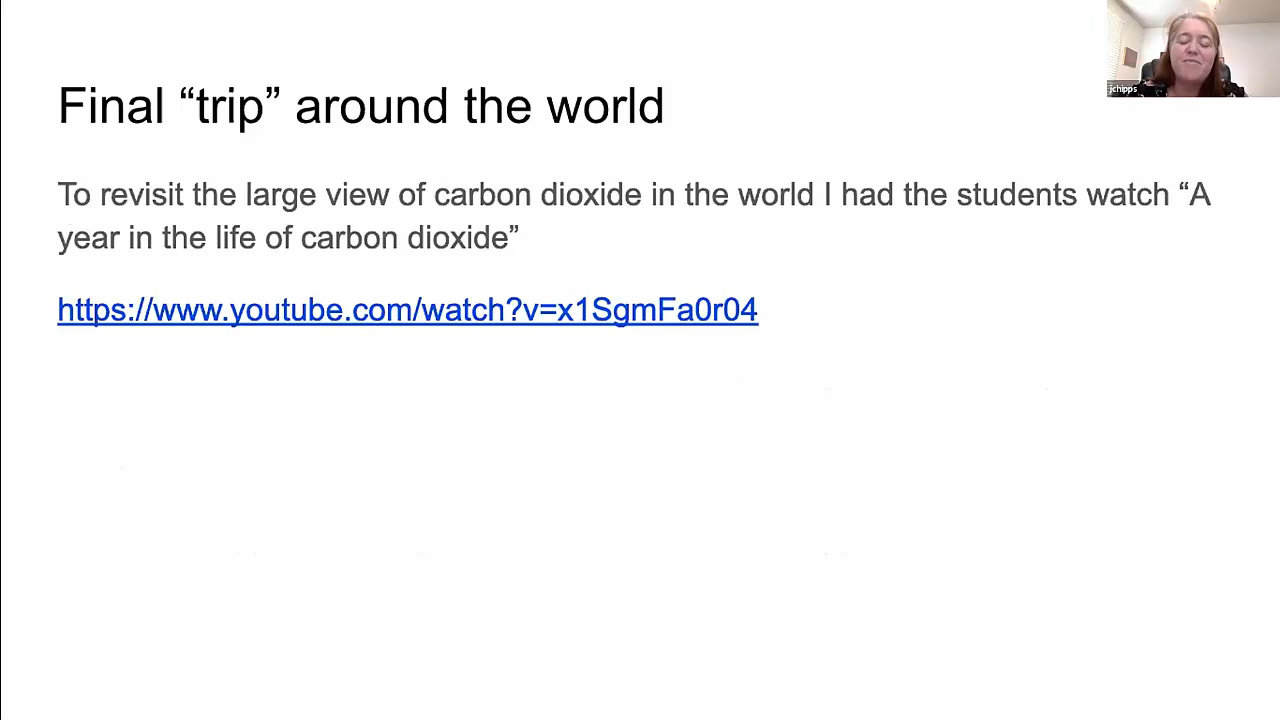 Final “trip” around the world
To revisit the large view of carbon dioxide in the world I had the students watch “A
year in the life of carbon dioxide”
https://www.youtube.com/watch?v=x1SgmFa0r04
jchipps